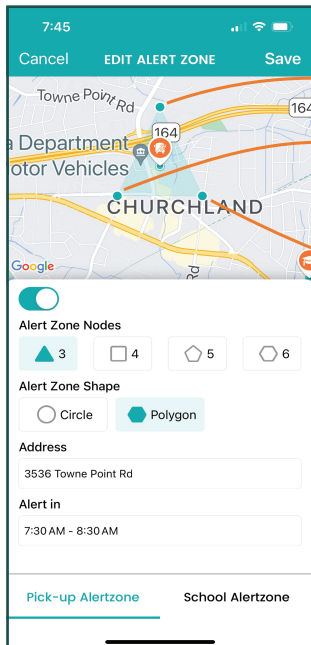 7:45
Cancel EDIT ALERT ZONE Save
Towne Point Rd
164
164
a Department
otor Vehicles
CHURCHLAND
Google
Rd
Alert Zone Nodes
3 4 5 6
Alert Zone Shape
Circle Polygon
Address
3536 Towne Point Rd
Alert in
7:30 AM - 8:30 AM
Pick-up Alertzone School Alertzone